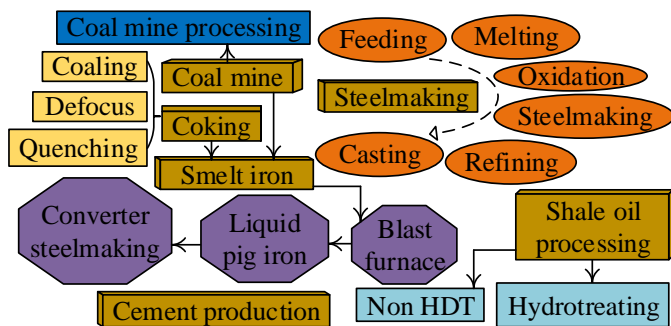 Coal mine processing
Feeding
Melting
Coaling
Coal mine
Oxidation
Defocus
Steelmaking
Steelmaking
Coking
Quenching
Casting
Refining
Smelt iron
Converter
steelmaking
Liquid
pig iron
Blast
furnace
Shale oil
processing
Cement production
Non HDT
Hydrotreating